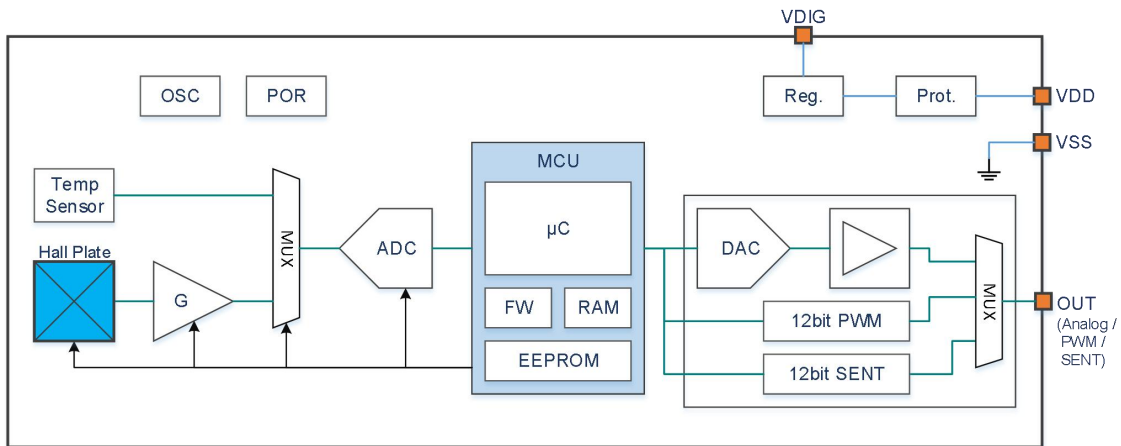 VDIG
OSC
POR
Reg.
Prot.
VDD
VSS
MCU
Temp
Sensor
MUX
ADC
µC
DAC
Hall Plate
G
FW
RAM
EEPROM
12bit PWM
12bit SENT
MUX
OUT
(Analog /
PWM /
SENT)